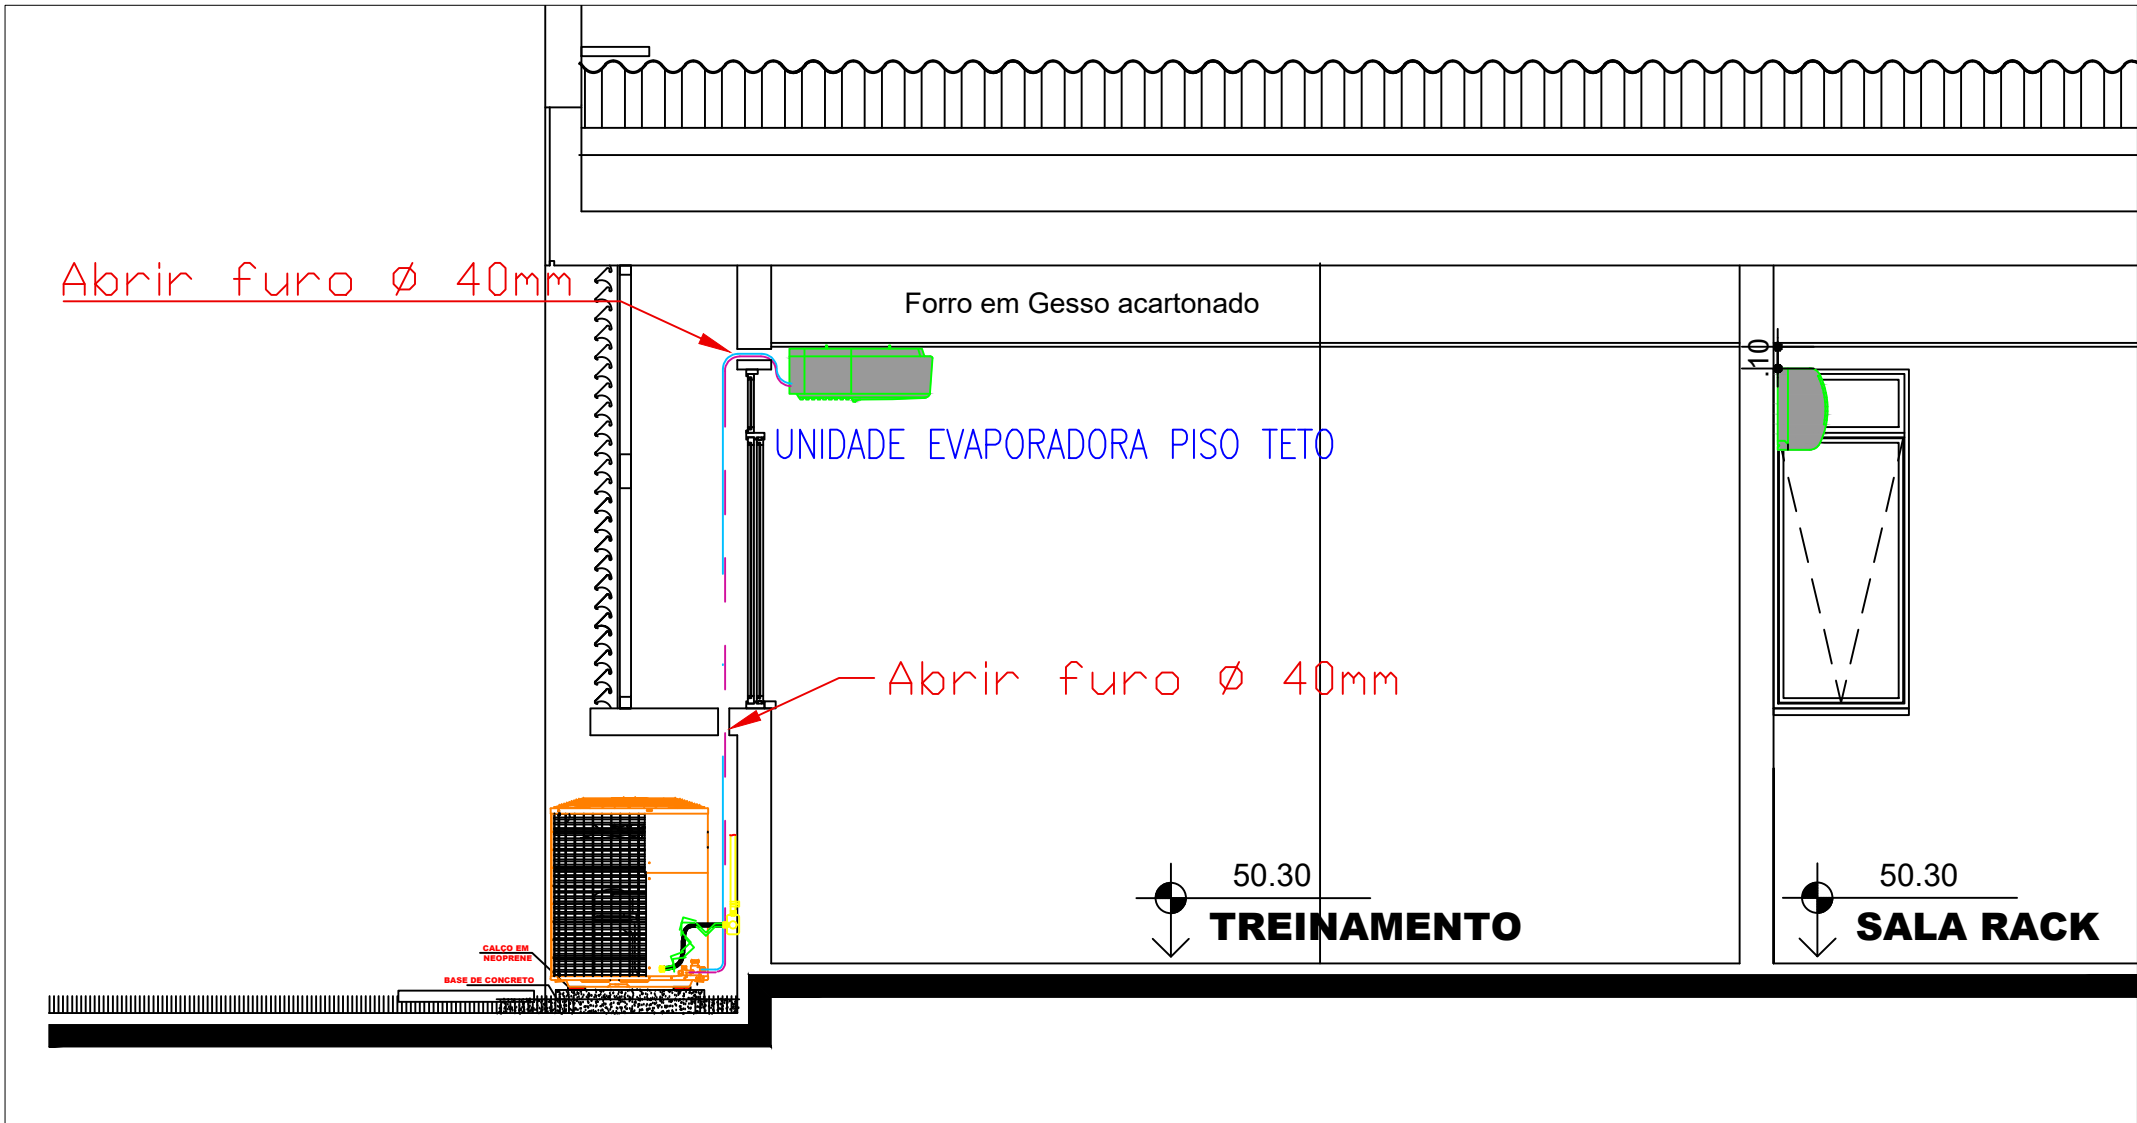 Abrir furo Ø 40mm
Forro em Gesso acartonado
.10
UNIDADE EVAPORADORA PISO TETO
Abrir furo Ø 40mm
50.30
TREINAMENTO
50.30
SALA RACK
CALÇO EM
NEOPRENE
BASE DE CONCRETO